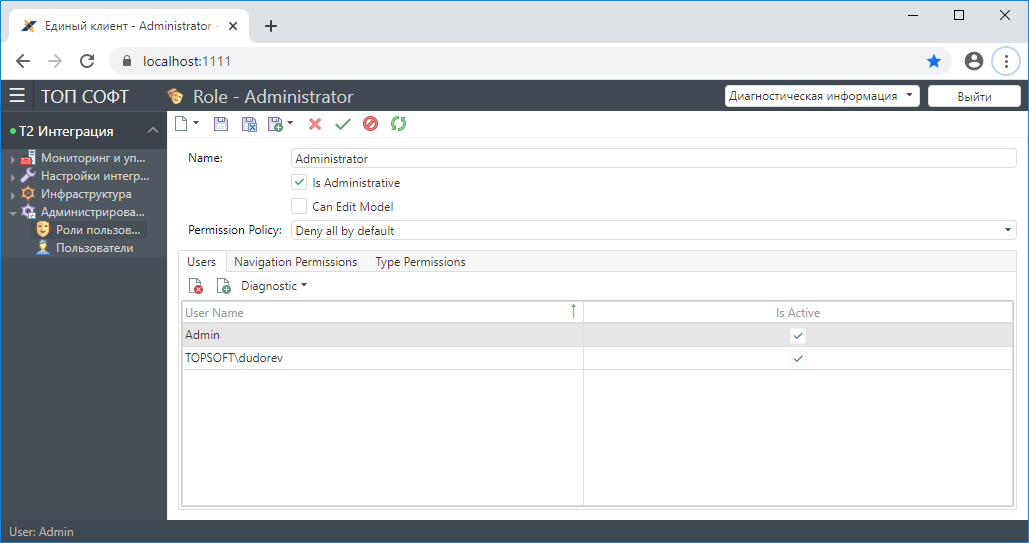 Единый клиент - Administrator -
localhost:1111
ТОП СОФТ
Role - Administrator
Диагностическая информация
Выйти
Т2 Интеграция
Мониторинг и уп...
Настройки интегр...
Инфраструктура
Администрирова...
Роли пользов...
Пользователи
Name:
Administrator
Is Administrative
Can Edit Model
Permission Policy:
Deny all by default
Users
Navigation Permissions
Type Permissions
Diagnostic
User Name
Is Active
Admin
TOPSOFT\dudorev
User: Admin